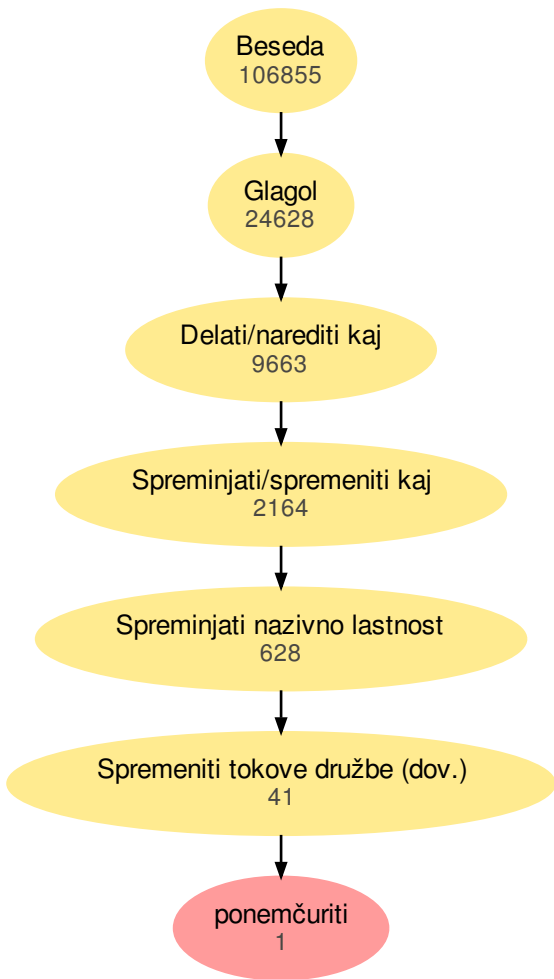 Beseda
106855
Glagol
24628
Delati/narediti kaj
9663
Spreminjati/spremeniti kaj
2164
Spreminjati nazivno lastnost
628
Spremeniti tokove družbe (dov.)
41
ponemčuriti
1